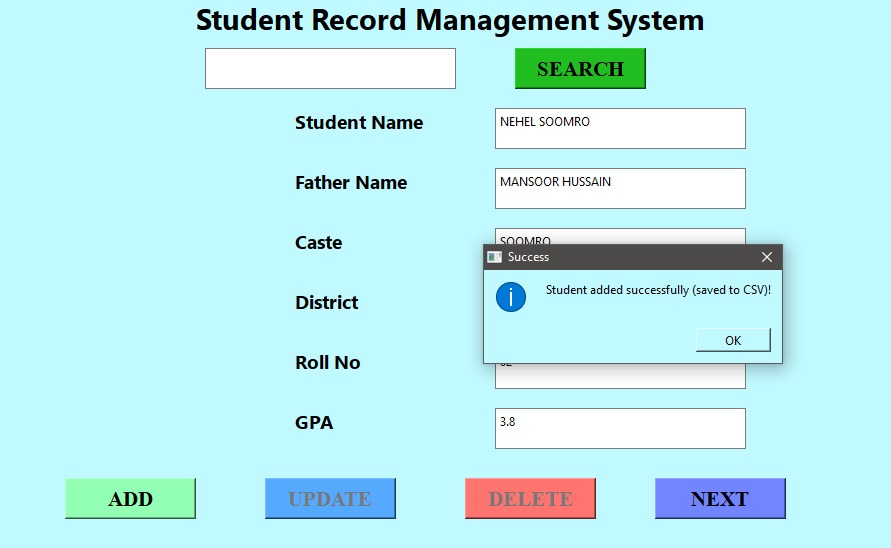 Student Record Management System
SEARCH
Student Name
NEHEL SOOMRO
Father Name
MANSOOR HUSSAIN
Caste
SOOMRO
Success
Student added successfully (saved to CSV)!
OK
District
Roll No
GPA
3.8
ADD
UPDATE
DELETE
NEXT